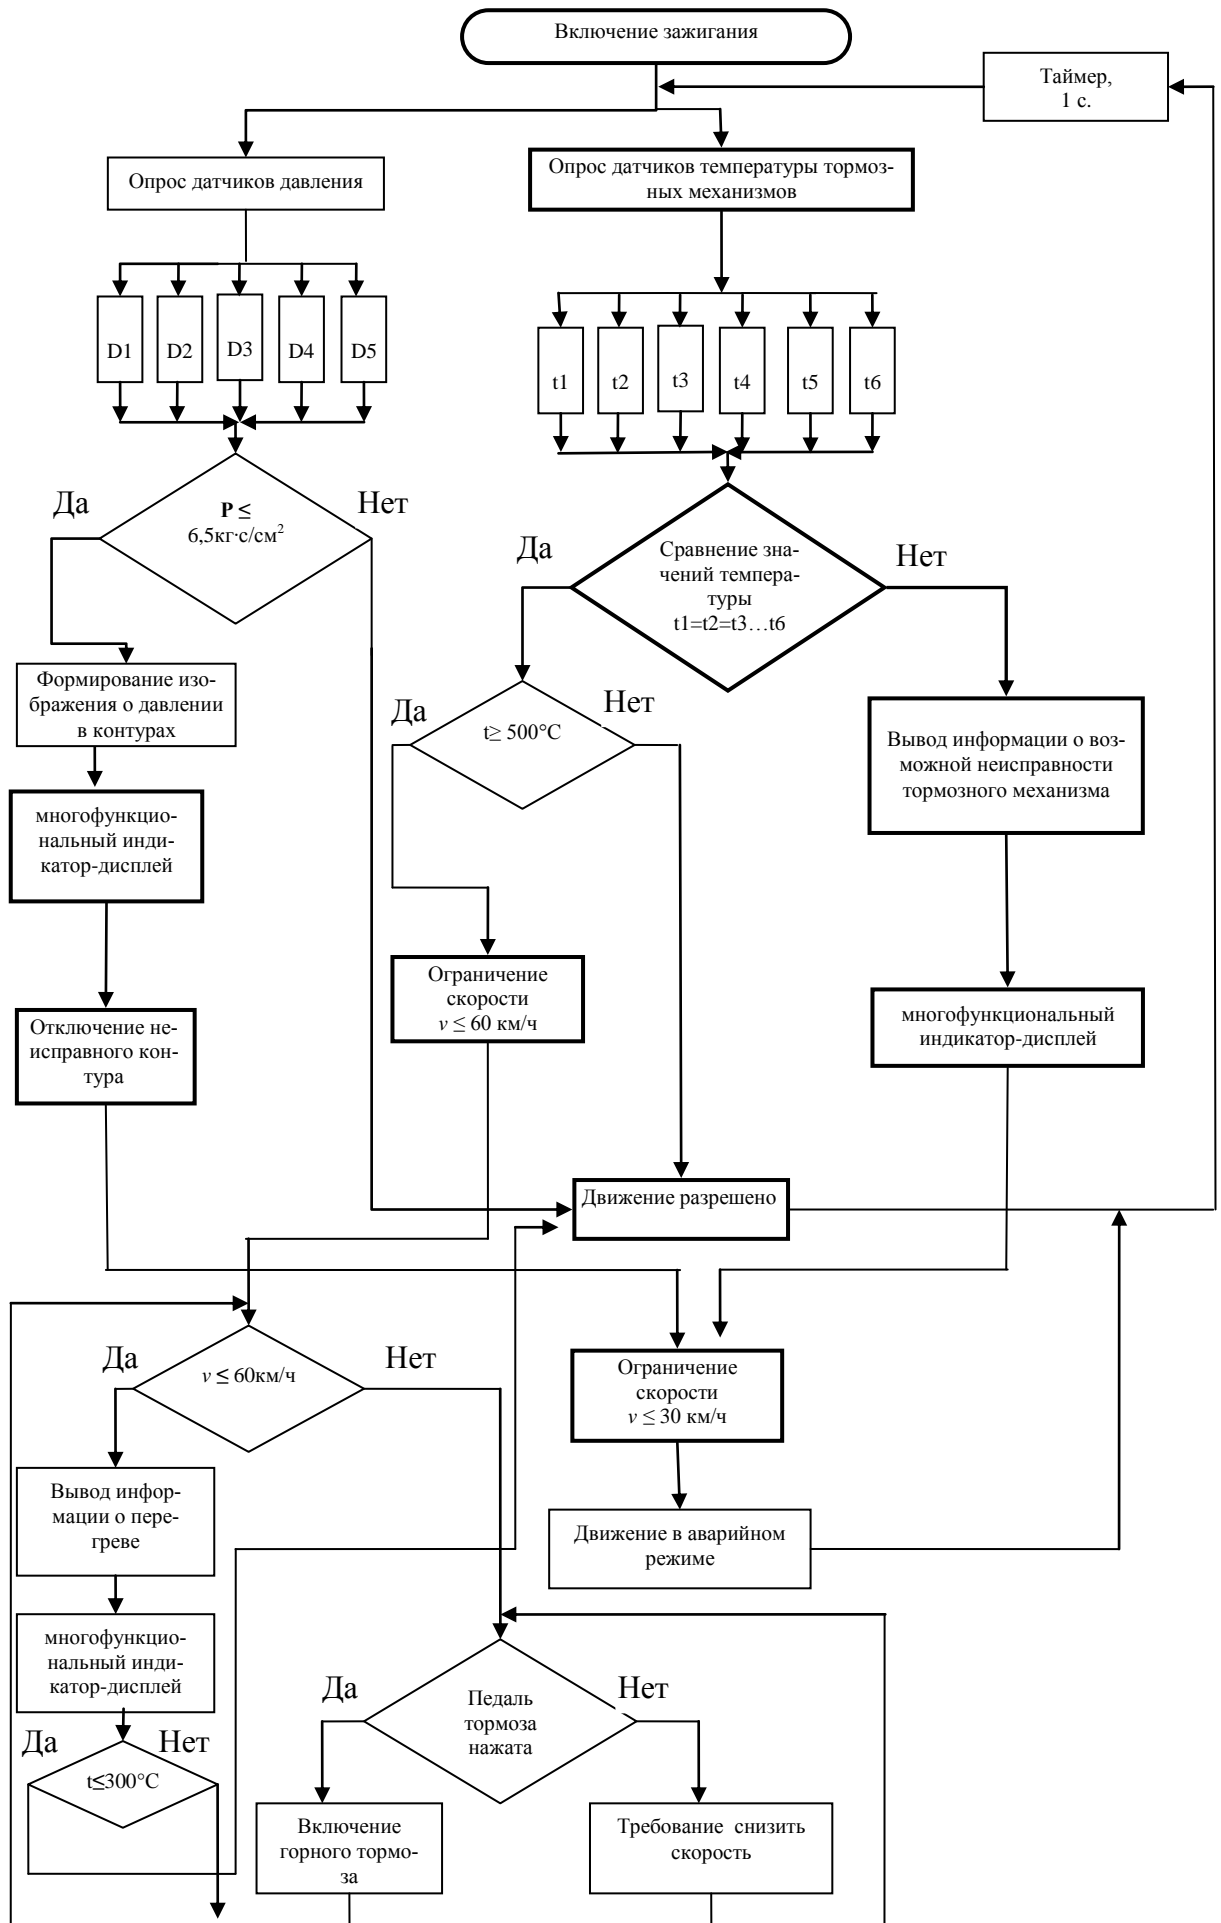 Включение зажигания
Таймер,
1 с.
Опрос датчиков давления
Опрос датчиков температуры тормоз-
ных механизмов
D1
D2
D3
D4
D5
t1
t2
t3
t4
t5
t6
Да
Нет
P ≤
6,5кг·с/см²
Да
Нет
Сравнение зна-
чений темпера-
туры
t1=t2=t3…t6
Формирование изо-
бражения о давлении
в контурах
Да
Нет
t≥ 500°C
Вывод информации о воз-
можной неисправности
тормозного механизма
многофункцио-
нальный инди-
катор-дисплей
Ограничение
скорости
v ≤ 60 км/ч
многофункциональный
индикатор-дисплей
Отключение не-
исправного кон-
тура
Движение разрешено
Да
Нет
v ≤ 60км/ч
Ограничение
скорости
v ≤ 30 км/ч
Вывод инфор-
мации о пере-
греве
Движение в аварийном
режиме
многофункцио-
нальный инди-
катор-дисплей
Да
Нет
Педаль
тормоза
нажата
Да
Нет
t≤300°C
Включение
горного тормо-
за
Требование снизить
скорость